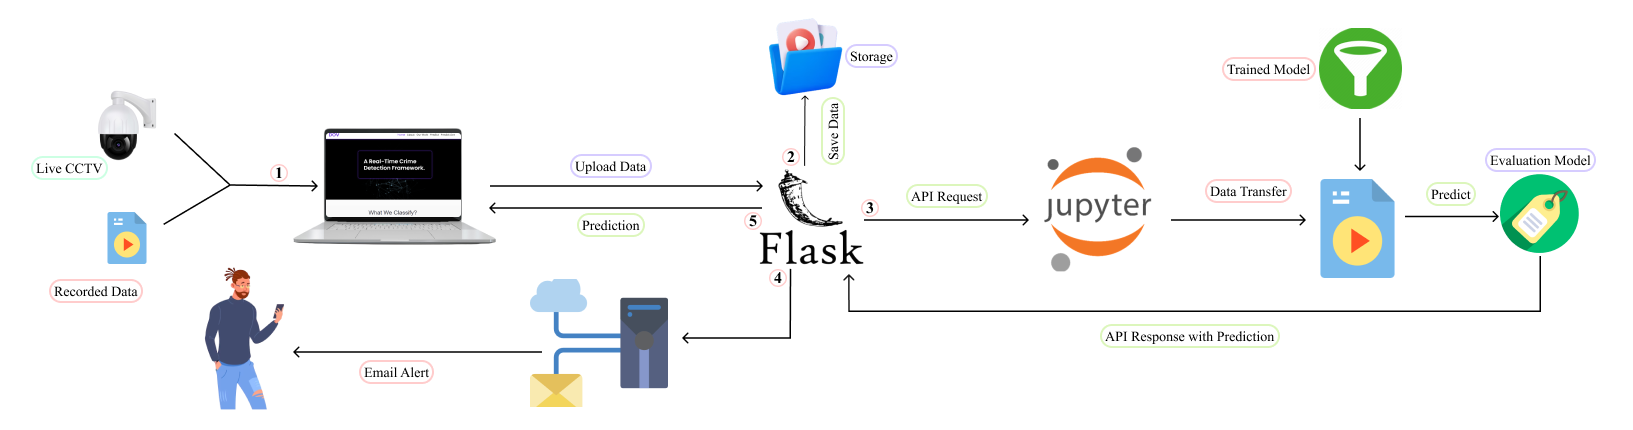 Storage
Trained Model
Save Data
Live CCTV
1
A Real-Time Crime
Detection Framework.
What We Classify?
Upload Data
2
Evaluation Model
Prediction
5
Flask
3
API Request
jupyter
Data Transfer
Predict
Recorded Data
4
API Response with Prediction
Email Alert